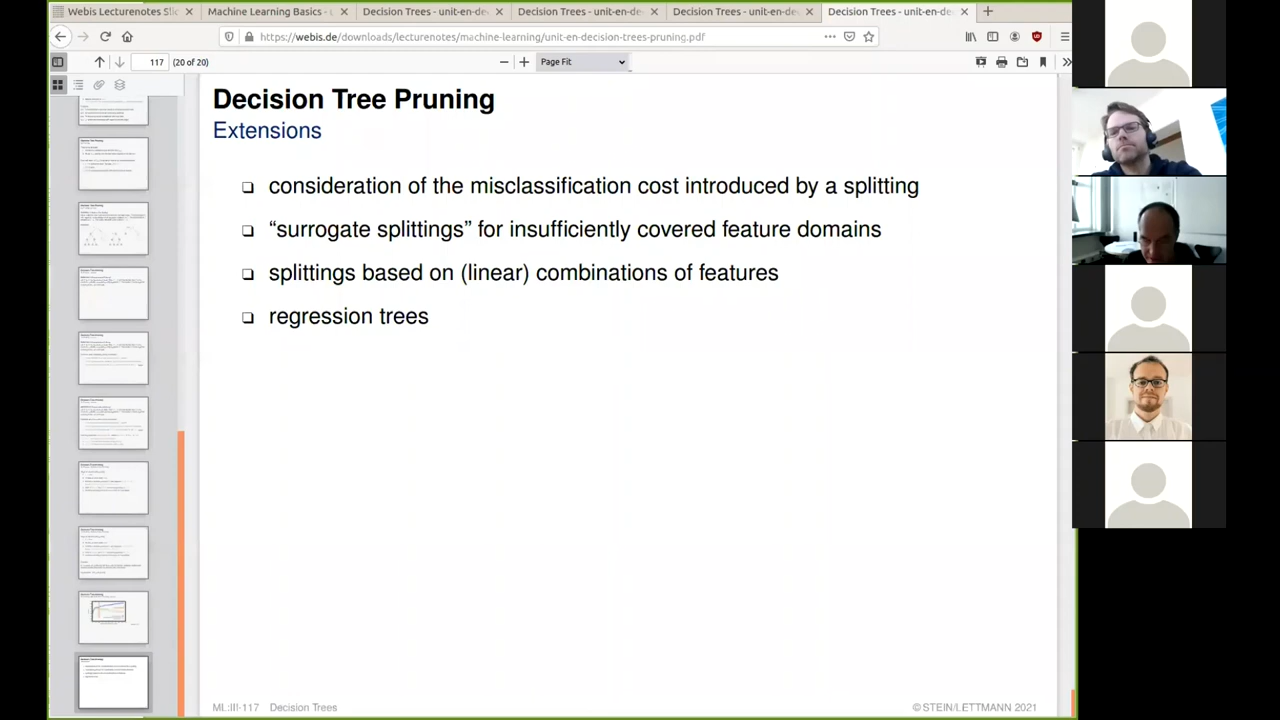 Webis Lecturenotes Slic
Machine Learning Basics - u
Decision Trees - unit-en-de
Decision Trees - unit-en-de
Decision Trees - unit-en-de
Decision Trees - unit-en-de
https://webis.de/downloads/lecturenotes/machine-learning/unit-en-decision-trees-pruning.pdf
117 (20 of 20)
Page Fit
Decision Tree Pruning
Extensions
❑ consideration of the misclassification cost introduced by a splitting
❑ “surrogate splittings” for insufficiently covered feature domains
❑ splittings based on (linear) combinations of features
❑ regression trees
ML:III-117 Decision Trees
© STEIN/LETTMANN 2021